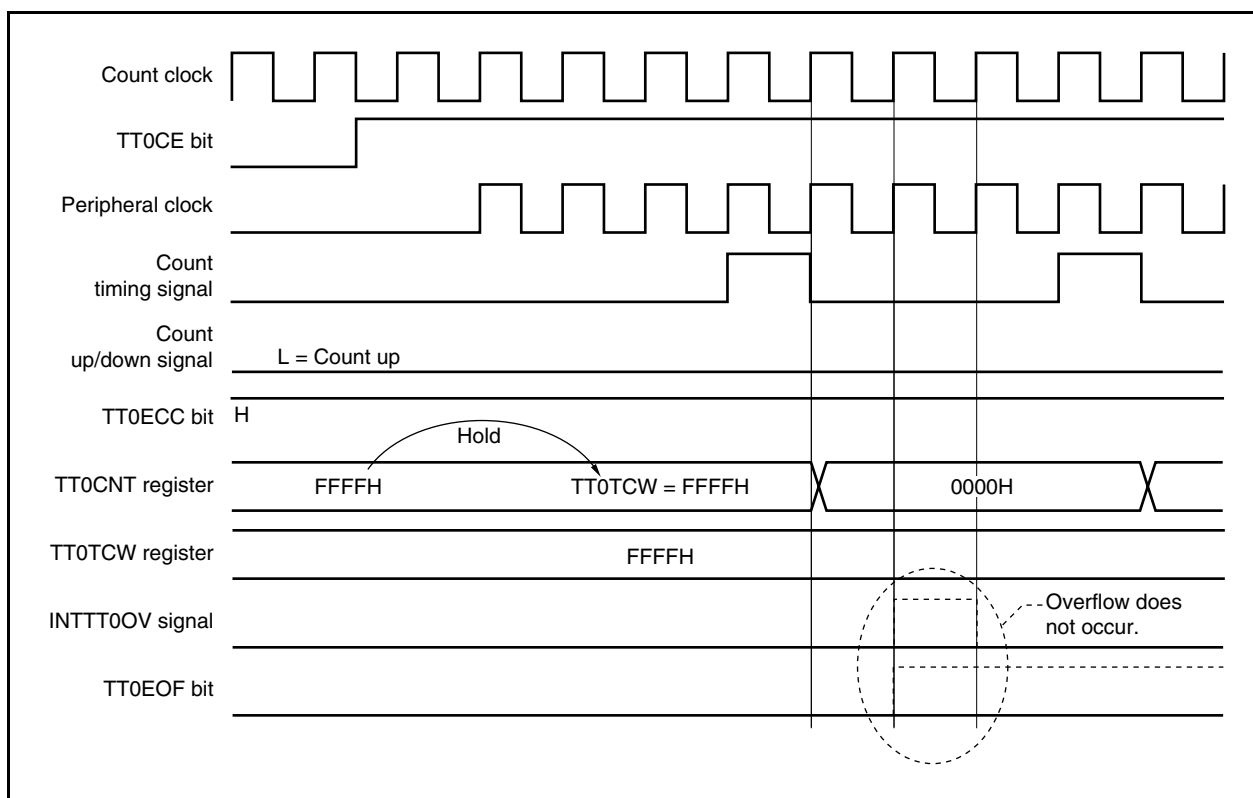 Count clock
TT0CE bit
Peripheral clock
Count
timing signal
Count
up/down signal
L = Count up
TT0ECC bit
H
Hold
TT0CNT register
FFFFH
TT0TCW = FFFFH
0000H
TT0TCW register
FFFFH
INTTT0OV signal
Overflow does
not occur.
TT0EOF bit